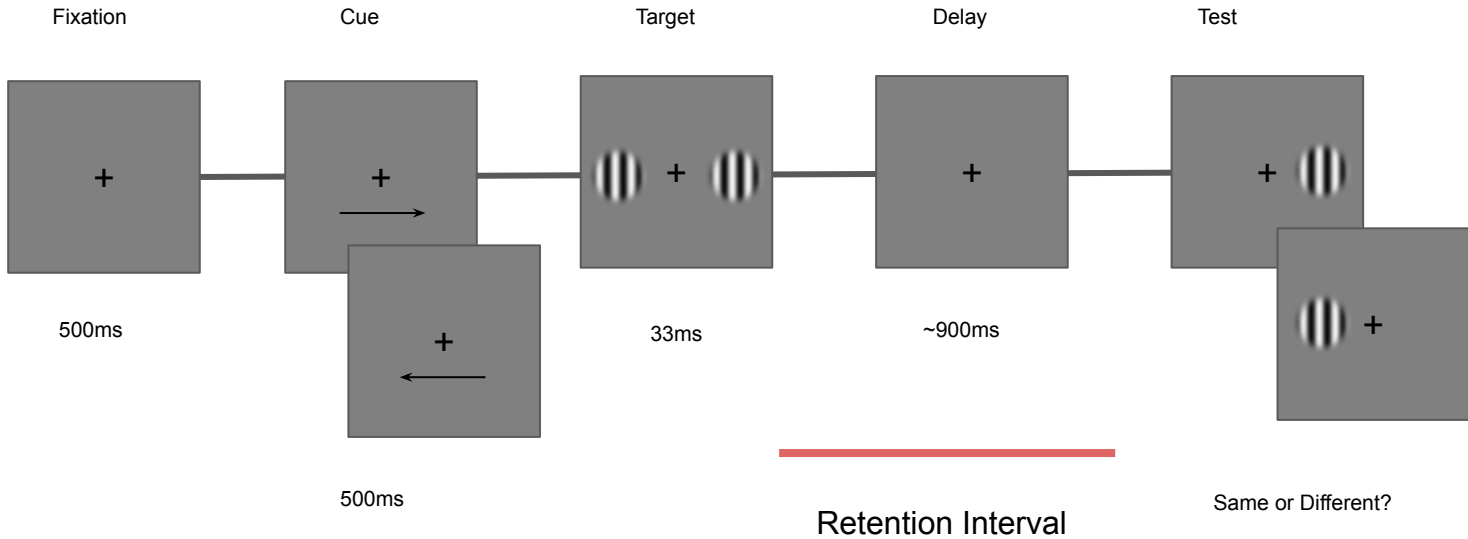 Fixation
Cue
Target
Delay
Test
500ms
33ms
~900ms
500ms
Same or Different?
Retention Interval